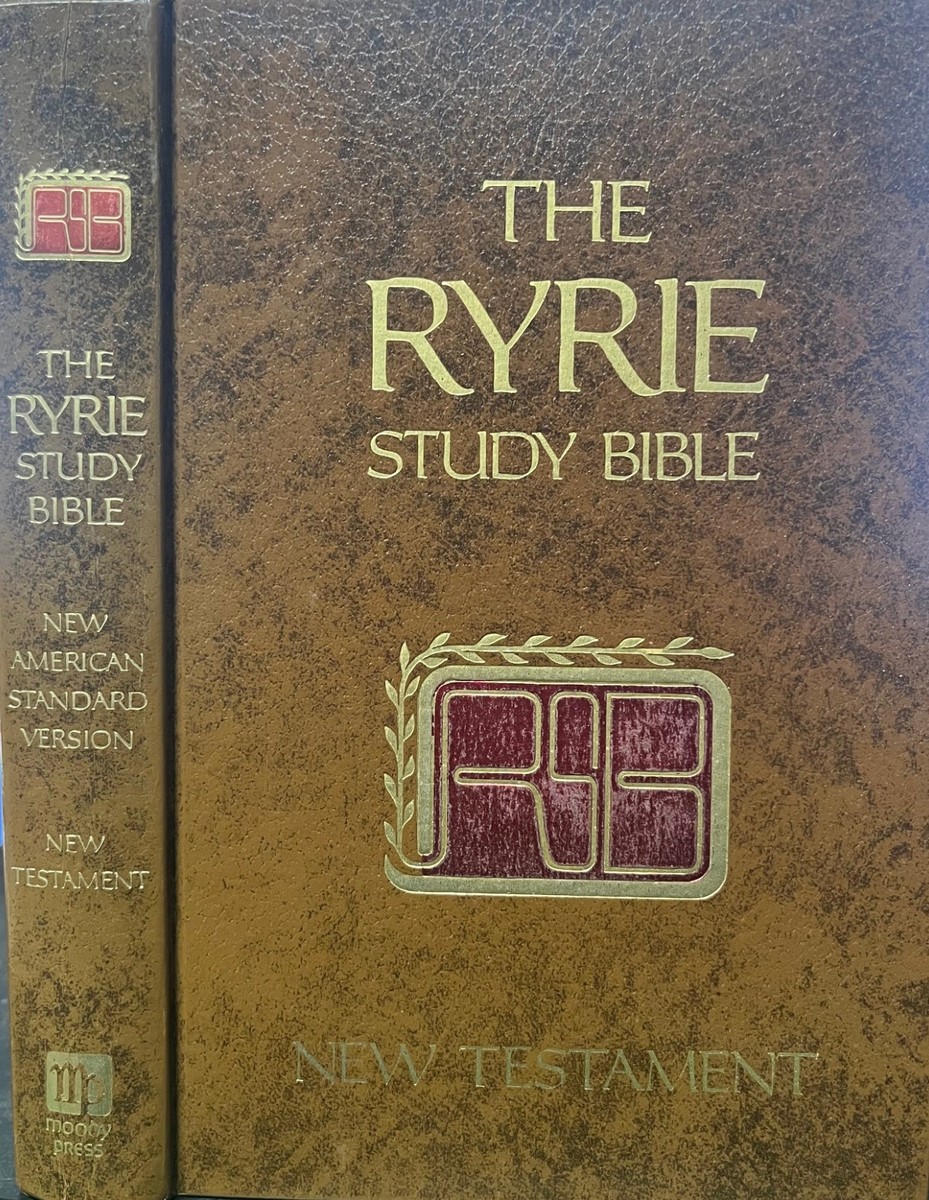 RSB
THE
RYRIE
STUDY
BIBLE
NEW
AMERICAN
STANDARD
VERSION
NEW
TESTAMENT
moody
press
THE
RYRIE
STUDY BIBLE
RSB
NEW TESTAMENT